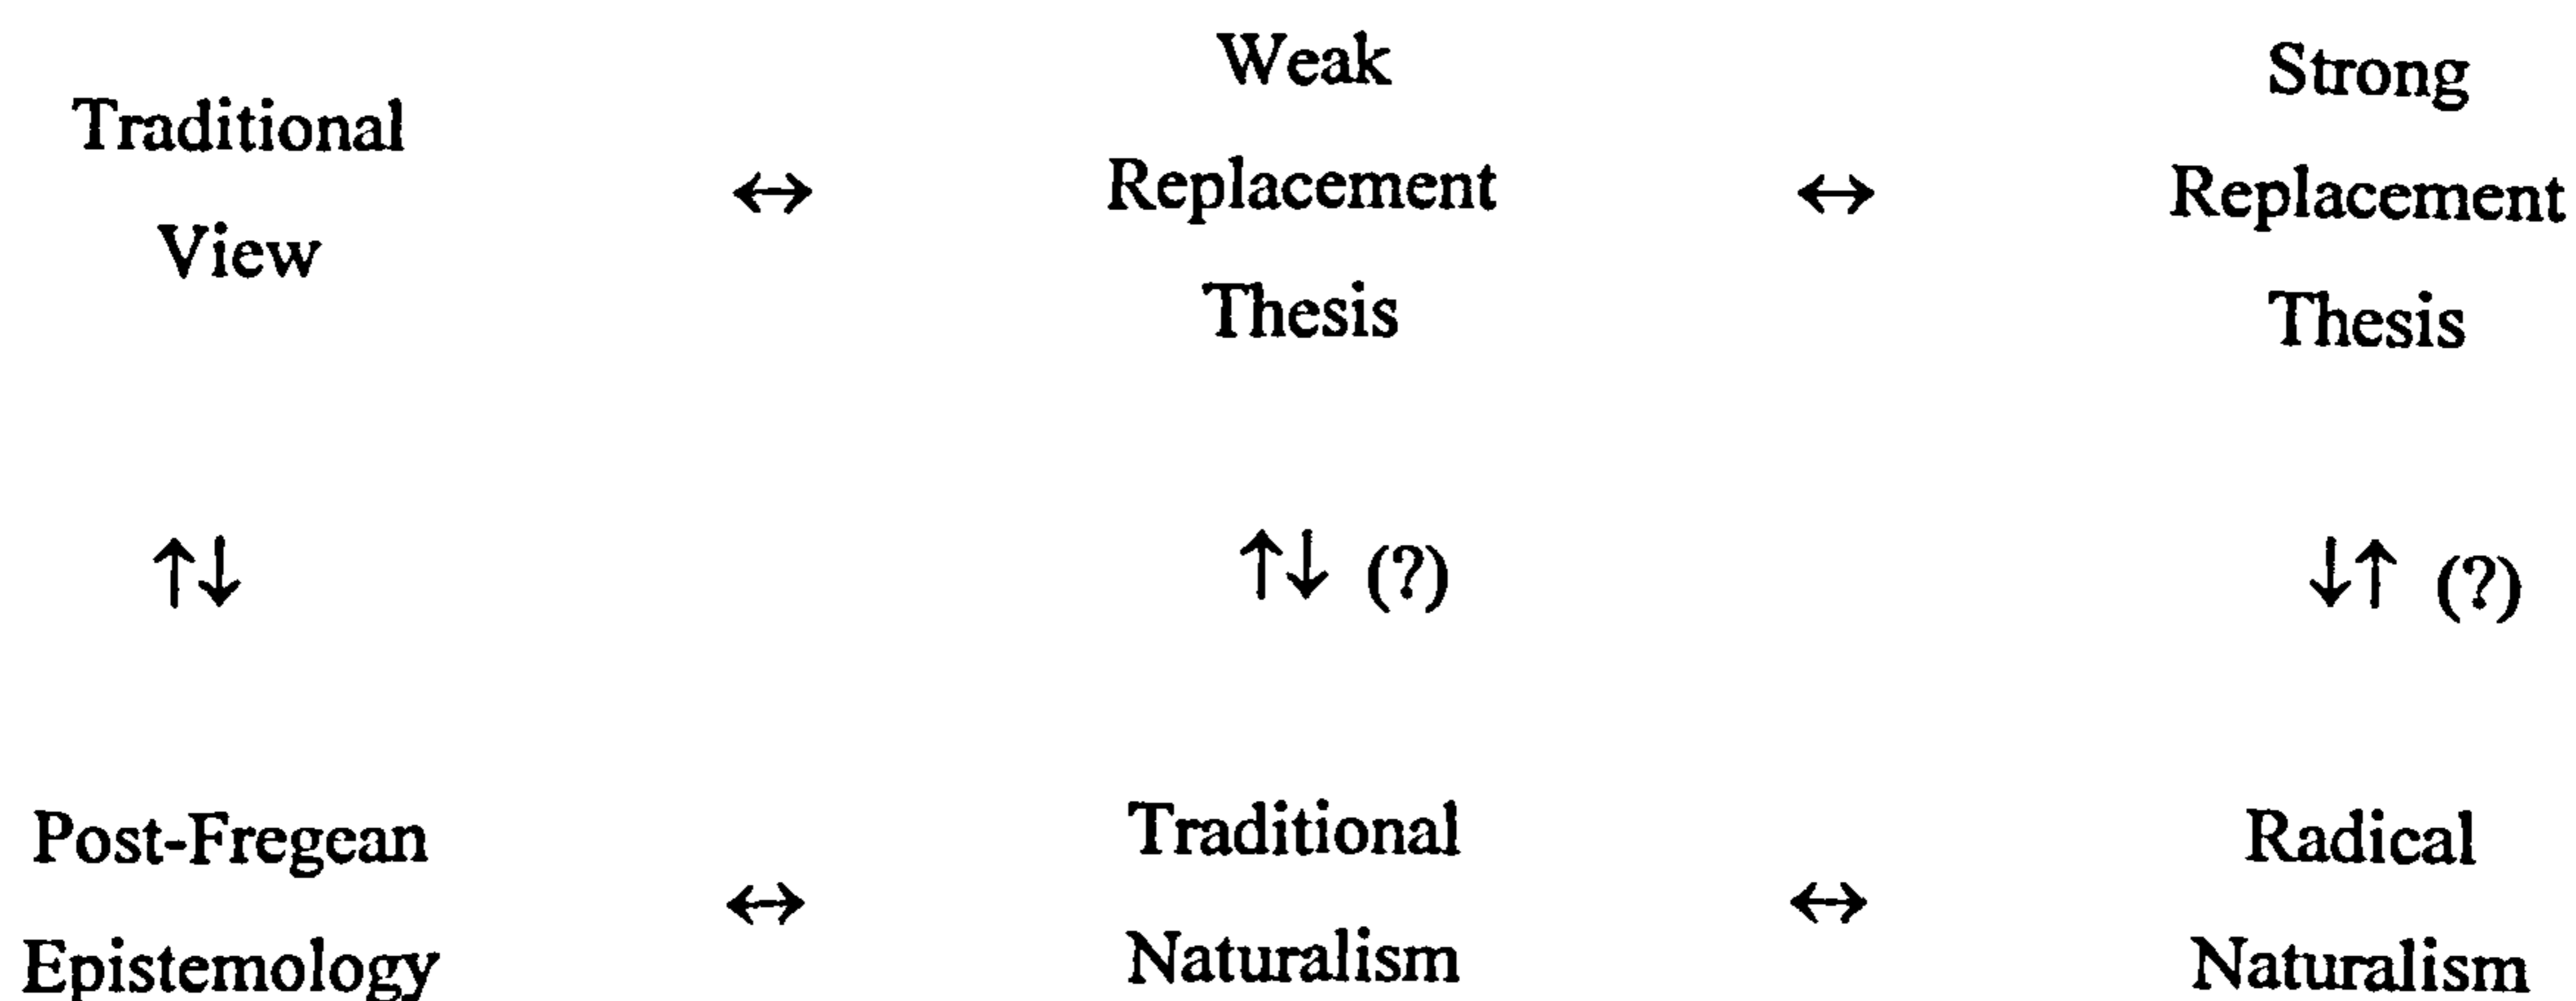 Traditional
View
↔
Weak
Replacement
Thesis
↔
Strong
Replacement
Thesis
↑↓
↑↓ (?)
↓↑ (?)
Post-Fregean
Epistemology
↔
Traditional
Naturalism
↔
Radical
Naturalism